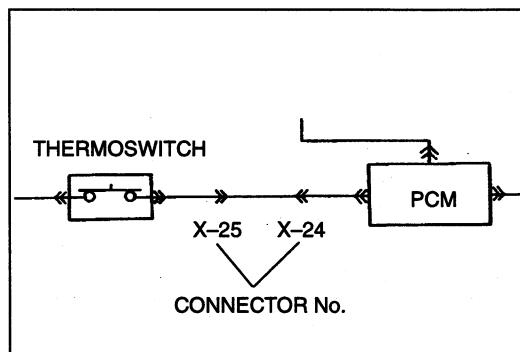 THERMOSWITCH
PCM
X–25 X–24
CONNECTOR No.